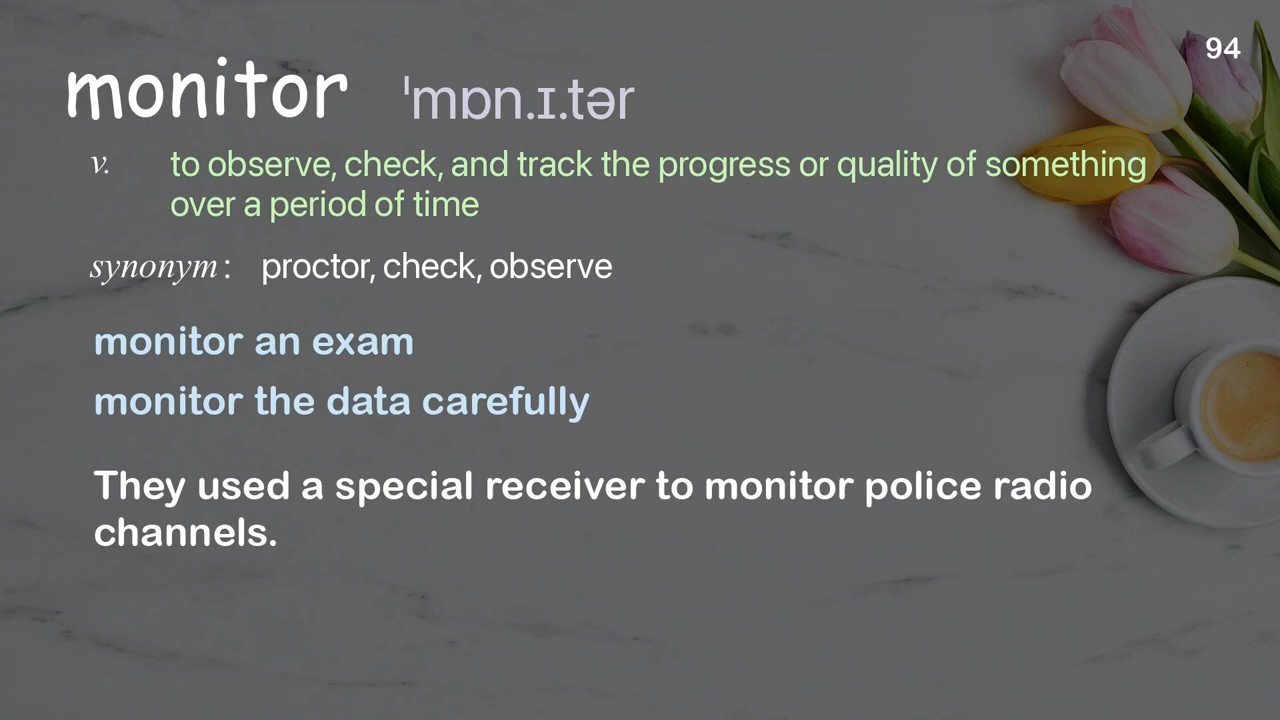 94
monitor ˈmɒn.ɪ.tər
v. to observe, check, and track the progress or quality of something
over a period of time
synonym: proctor, check, observe
monitor an exam
monitor the data carefully
They used a special receiver to monitor police radio
channels.